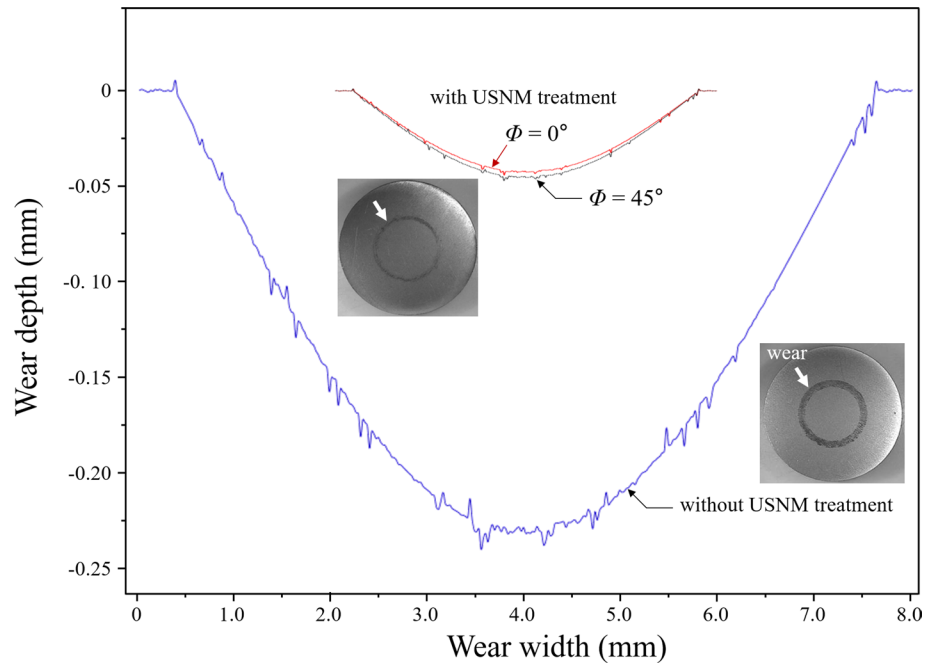 0
-0.05
-0.10
-0.15
-0.20
-0.25
Wear depth (mm)
with USNM treatment
Φ = 0°
Φ = 45°
wear
without USNM treatment
0 1.0 2.0 3.0 4.0 5.0 6.0 7.0 8.0
Wear width (mm)